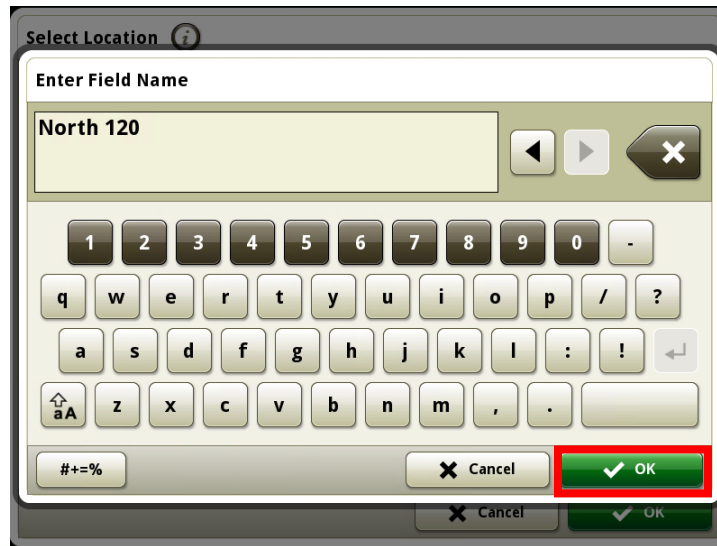 Select Location i
Enter Field Name
North 120
1 2 3 4 5 6 7 8 9 0 -
q w e r t y u i o p / ?
a s d f g h j k l : ! 
aA z x c v b n m , .
#+=% Cancel OK
Cancel OK